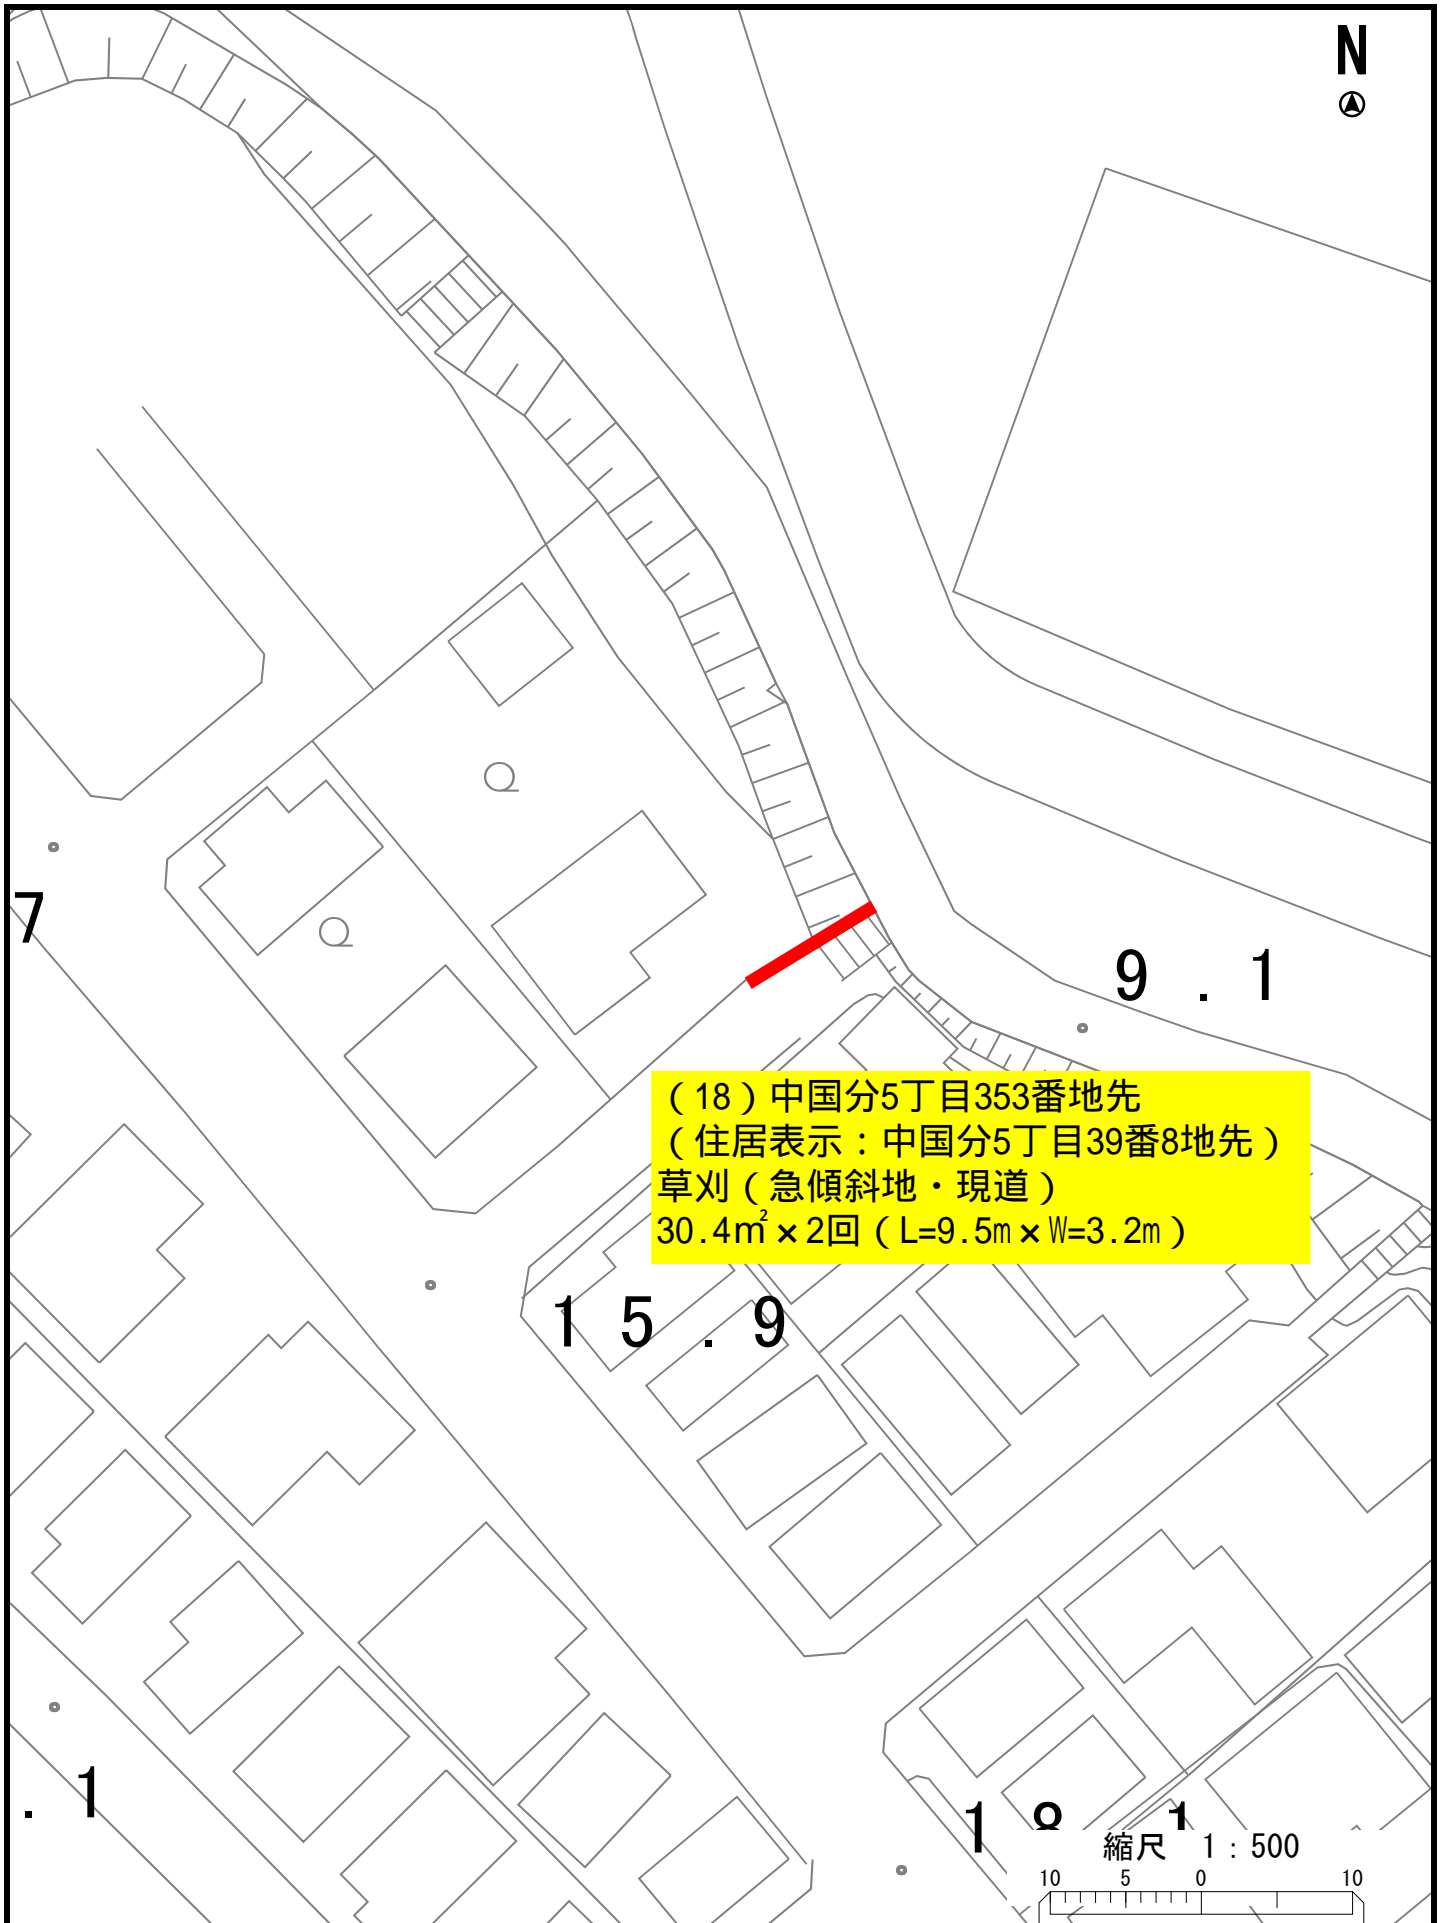 N
7
9.1
(18)中国分5丁目353番地先
(住居表示:中国分5丁目39番8地先)
草刈(急傾斜地・現道)
30.4㎡×2回(L=9.5m×W=3.2m)
15.9
.1
18.1
縮尺 1:500
10 5 0 10